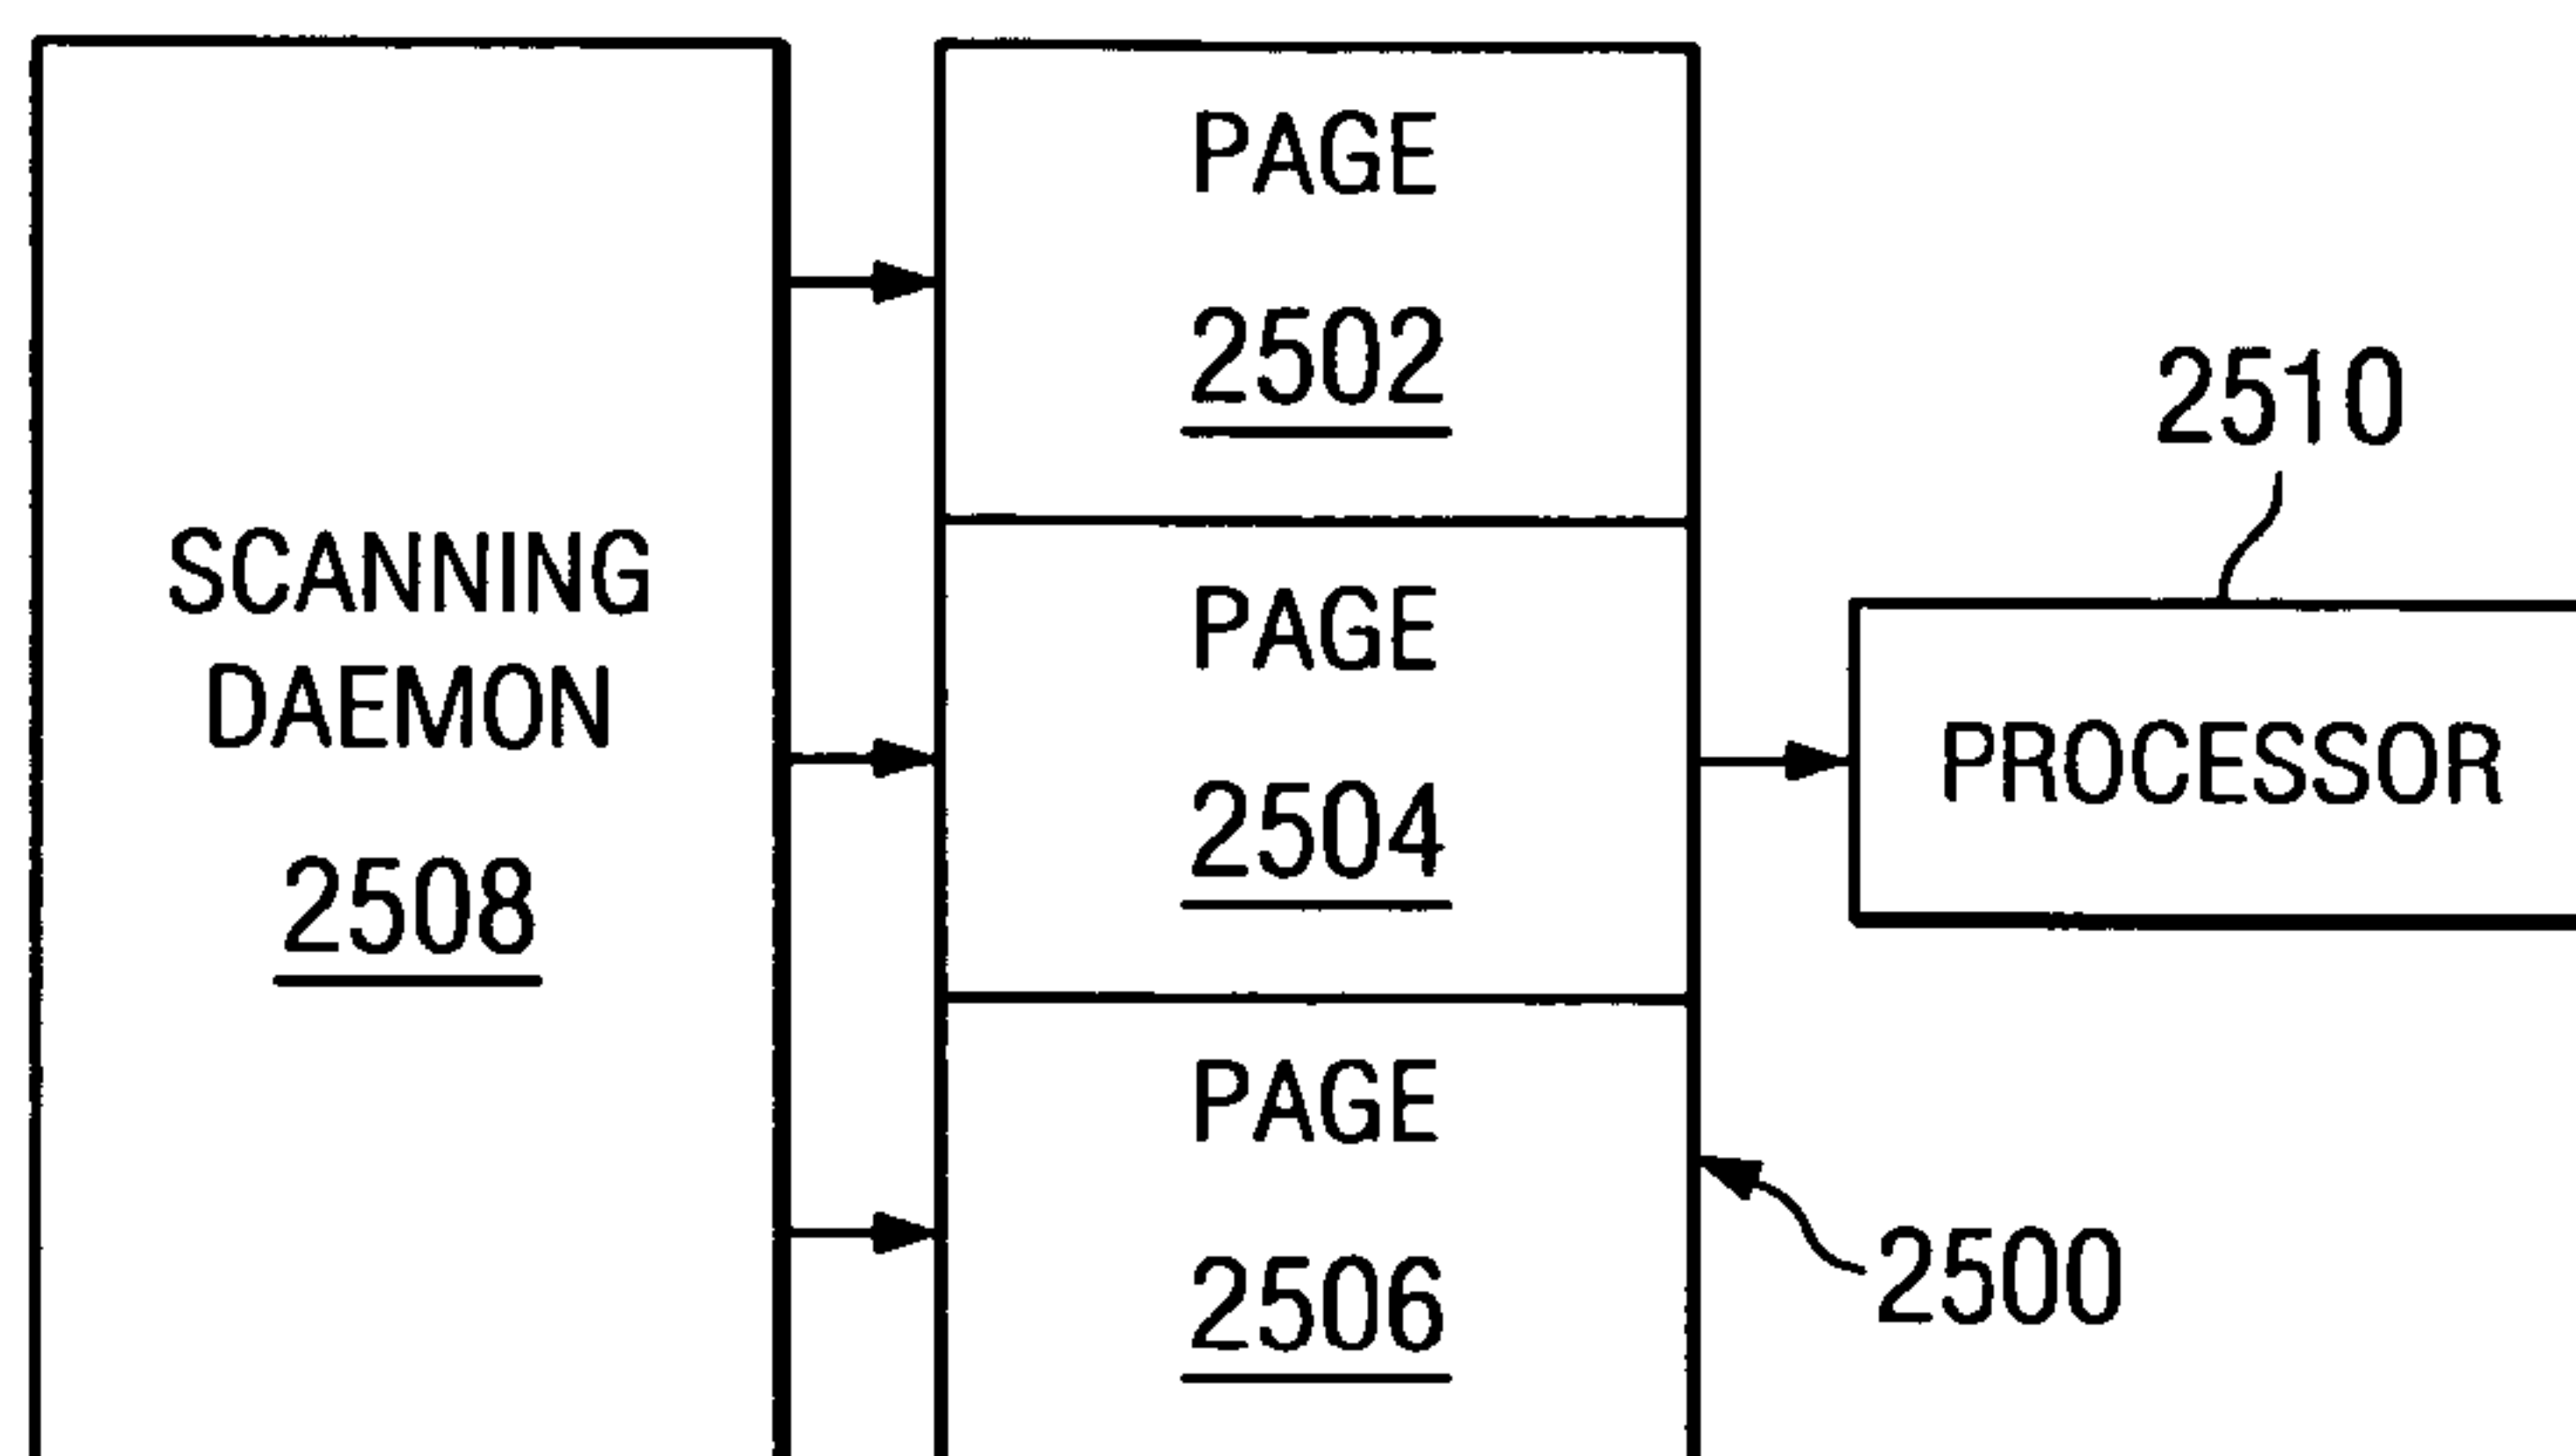 SCANNING
DAEMON
2508
PAGE
2502
PAGE
2504
PAGE
2506
2510
PROCESSOR
2500